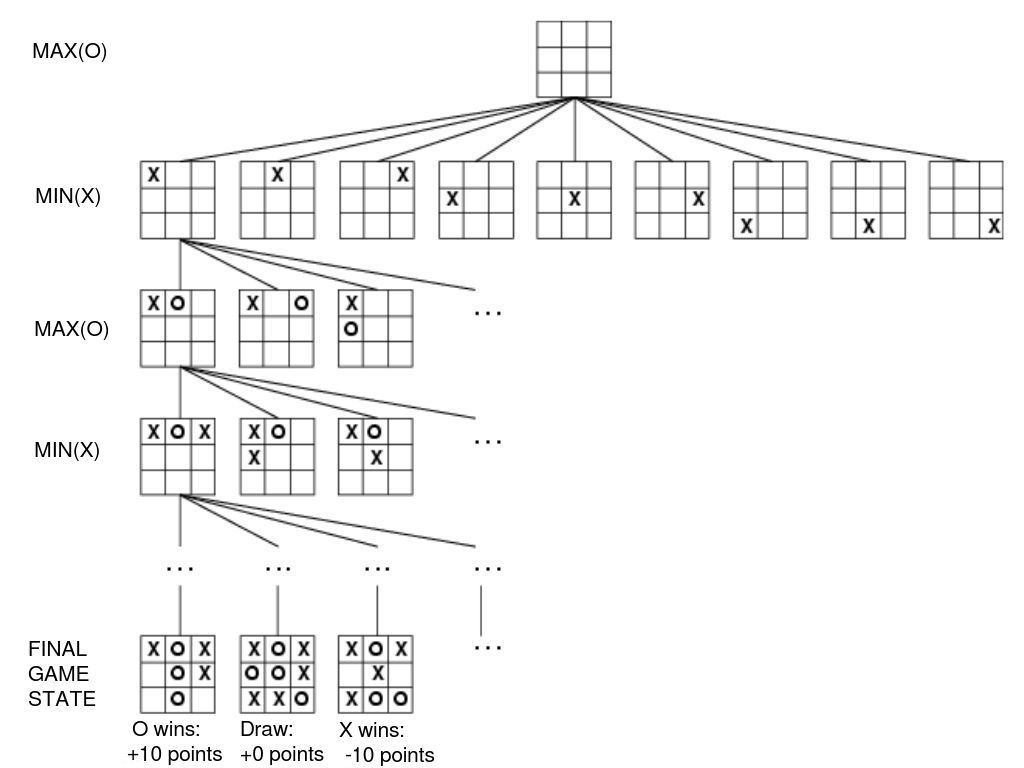 MAX(O)
MIN(X)
X X X X X X X X X
MAX(O)
X O X O X
O
...
MIN(X)
X O X X O X O
X X
...
... ... ... ...
FINAL
GAME
STATE
X O X X O X X O X
O X O O X X
O X X O X O O
...
O wins:
+10 points
Draw:
+0 points
X wins:
-10 points